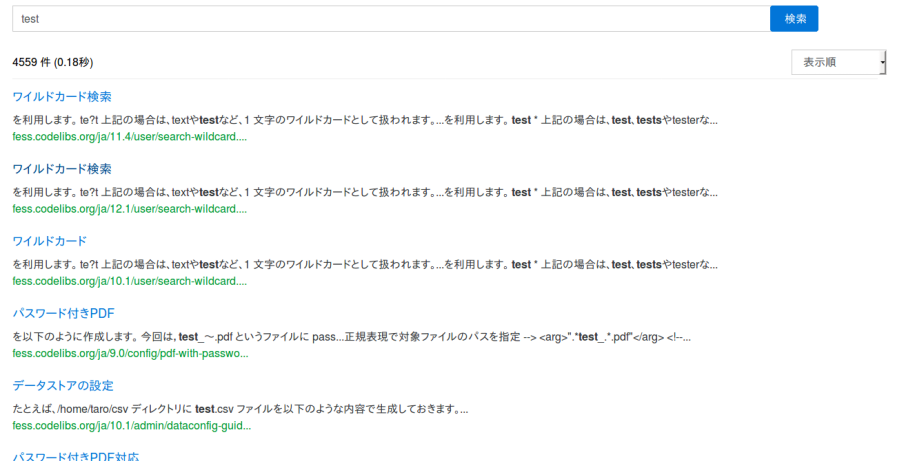 test
検索
4559 件 (0.18秒)
表示順
ワイルドカード検索
を利用します。 te?t 上記の場合は、textやtestなど、1 文字のワイルドカードとして扱われます。...を利用します。 test * 上記の場合は、test、testsやtesterな...
fess.codelibs.org/ja/11.4/user/search-wildcard....
ワイルドカード検索
を利用します。 te?t 上記の場合は、textやtestなど、1 文字のワイルドカードとして扱われます。...を利用します。 test * 上記の場合は、test、testsやtesterな...
fess.codelibs.org/ja/12.1/user/search-wildcard....
ワイルドカード
を利用します。 te?t 上記の場合は、textやtestなど、1 文字のワイルドカードとして扱われます。...を利用します。 test * 上記の場合は、test、testsやtesterな...
fess.codelibs.org/ja/10.1/user/search-wildcard....
パスワード付きPDF
を以下のように作成します。 今回は，test_～.pdf というファイルに pass...正規表現で対象ファイルのパスを指定 --> <arg>".*test_.*.pdf"</arg> <!--...
fess.codelibs.org/ja/9.0/config/pdf-with-passwo...
データストアの設定
たとえば、/home/taro/csv ディレクトリに test.csv ファイルを以下のような内容で生成しておきます。...
fess.codelibs.org/ja/10.1/admin/dataconfig-guid...
パスワード付きPDF対応